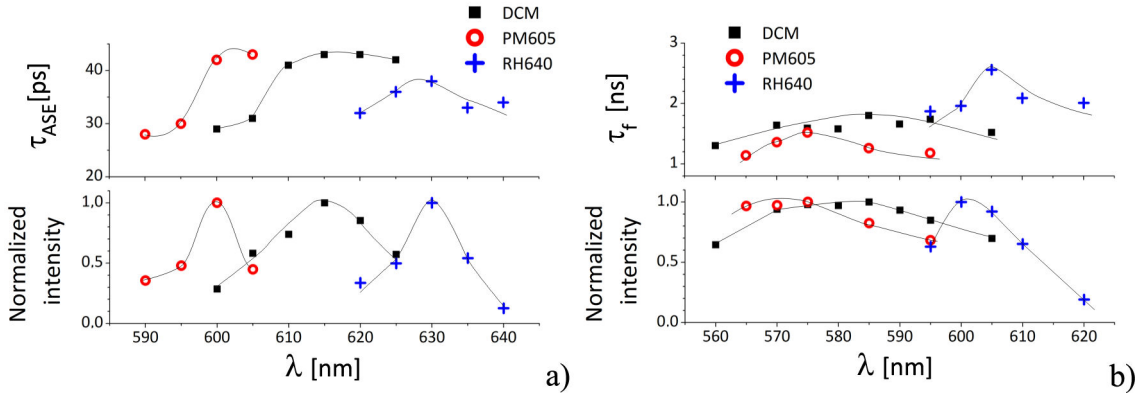 DCM
PM605
RH640
τASE[ps]
40
30
20
Normalized
intensity
1.0
0.5
0.0
590 600 610 620 630 640
λ [nm]
a)
DCM
PM605
RH640
τf [ns]
3
2
1
Normalized
intensity
1.0
0.5
0.0
560 570 580 590 600 610 620
λ [nm]
b)